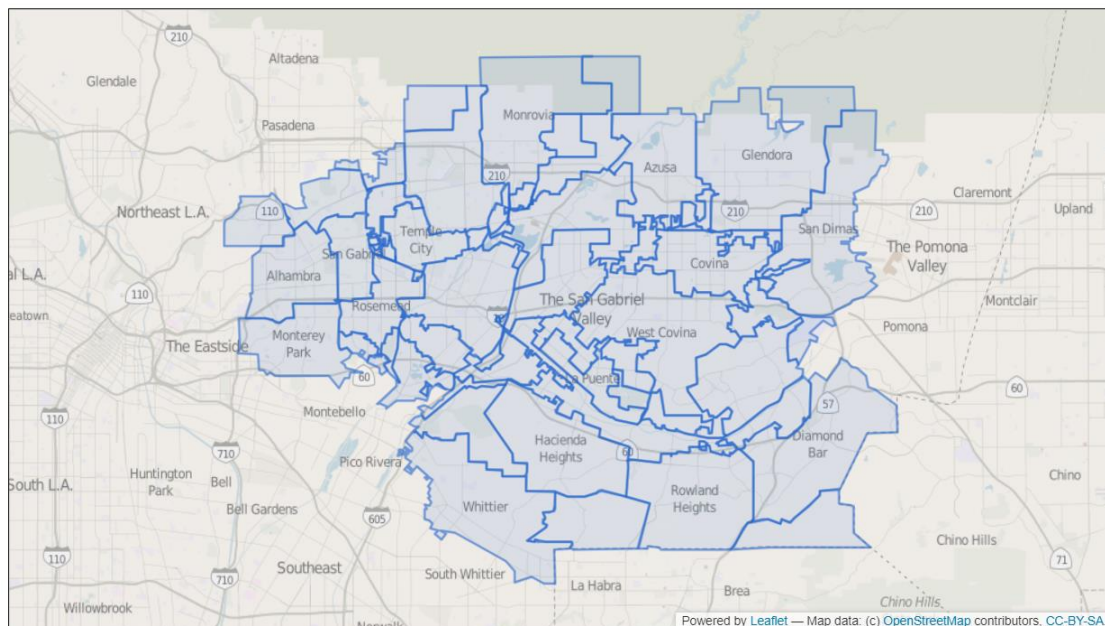 210
Altadena
Glendale
Monrovia
Pasadena
Glendora
Azusa
210
Claremont
Northeast L.A.
110
210
210
Upland
Temple
City
San Dimas
San Gabri
The Pomona
Valley
Covina
al L.A.
Alhambra
110
The San Gabriel
Valley
Montclair
Rosemead
eatown
Pomona
West Covina
Monterey
Park
The Eastside
La Puente
60
60
57
Montebello
110
Diamond
Bar
Hacienda
Heights
710
60
Pico Rivera
Huntington
Park
Chino
Bell
South L.A.
Rowland
Heights
Whittier
Bell Gardens
605
Chino Hills
110
71
Southeast
710
South Whittier
La Habra
Brea
Chino Hills
Willowbrook
Norwalk
Powered by Leaflet — Map data: (c) OpenStreetMap contributors, CC-BY-SA